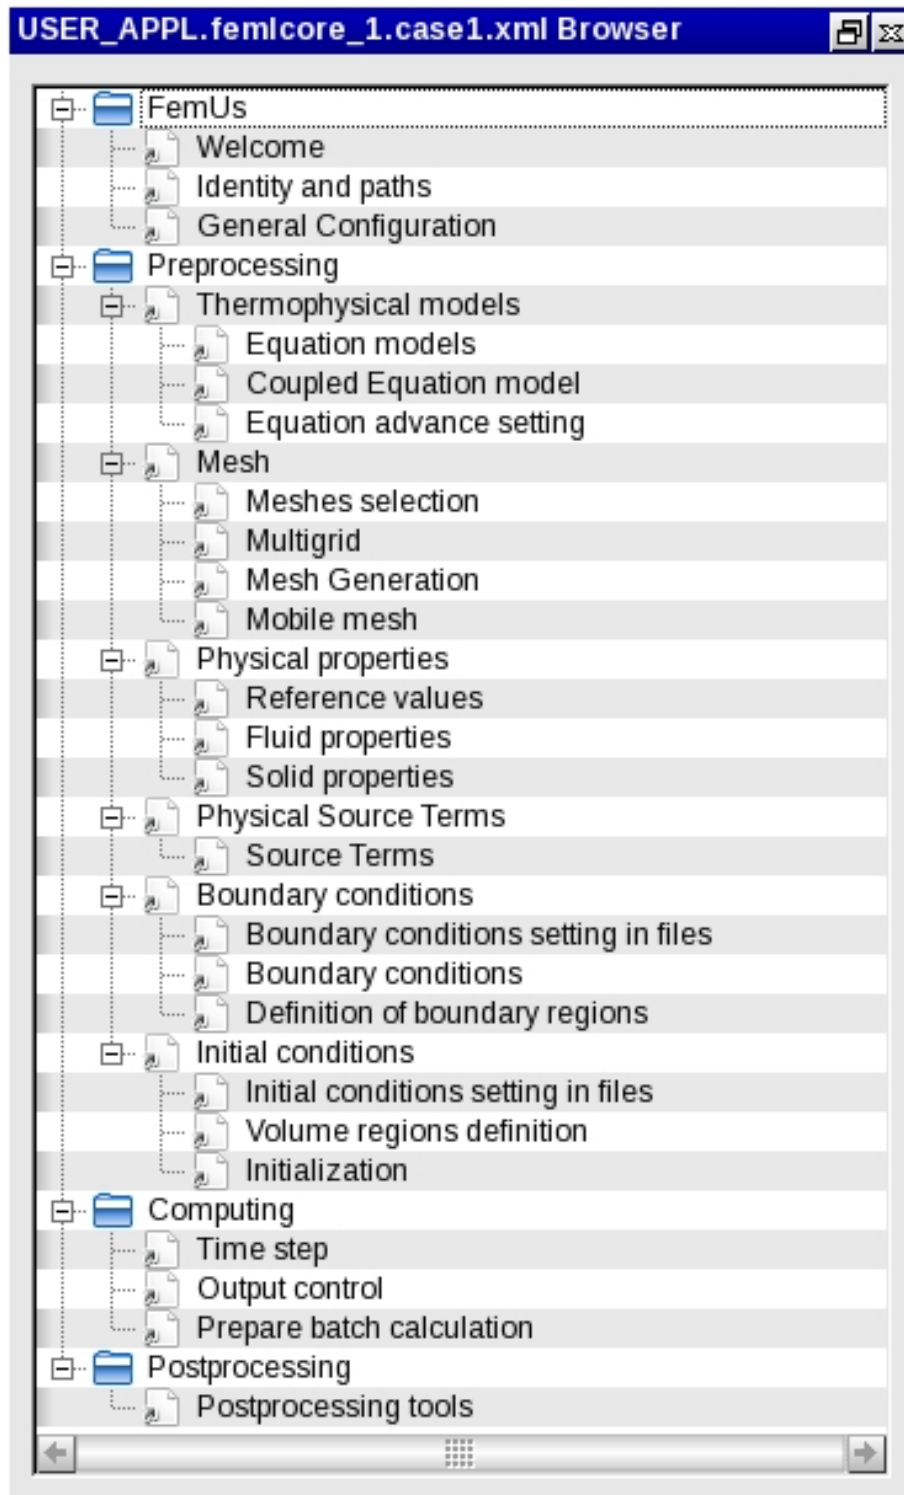 USER_APPL.femlcore_1.case1.xml Browser
FemUs
Welcome
Identity and paths
General Configuration
Preprocessing
Thermophysical models
Equation models
Coupled Equation model
Equation advance setting
Mesh
Meshes selection
Multigrid
Mesh Generation
Mobile mesh
Physical properties
Reference values
Fluid properties
Solid properties
Physical Source Terms
Source Terms
Boundary conditions
Boundary conditions setting in files
Boundary conditions
Definition of boundary regions
Initial conditions
Initial conditions setting in files
Volume regions definition
Initialization
Computing
Time step
Output control
Prepare batch calculation
Postprocessing
Postprocessing tools